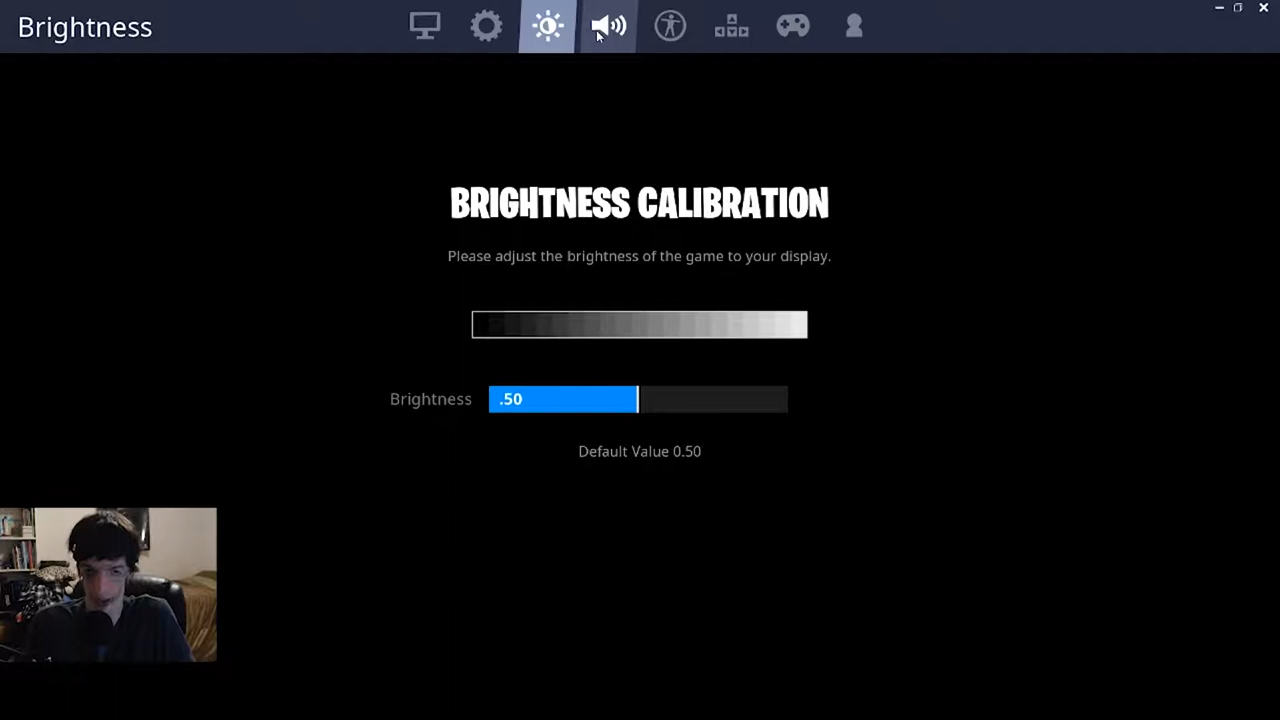 Brightness
BRIGHTNESS CALIBRATION
Please adjust the brightness of the game to your display.
Brightness .50
Default Value 0.50